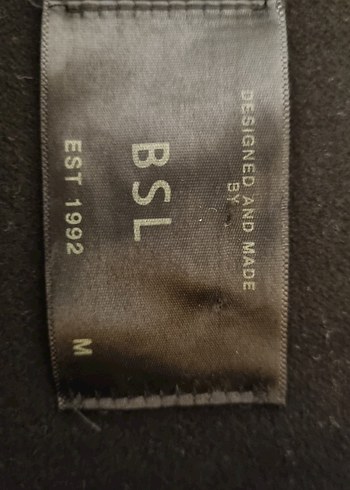 DESIGNED AND MADE
BY
BSL
EST 1992
M